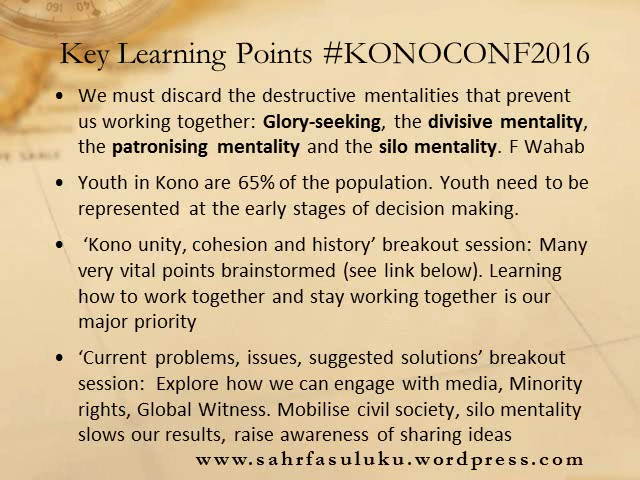 Key Learning Points #KONOCONF2016
• We must discard the destructive mentalities that prevent
us working together: Glory-seeking, the divisive mentality,
the patronising mentality and the silo mentality. F Wahab
• Youth in Kono are 65% of the population. Youth need to be
represented at the early stages of decision making.
• ‘Kono unity, cohesion and history’ breakout session: Many
very vital points brainstormed (see link below). Learning
how to work together and stay working together is our
major priority
• ‘Current problems, issues, suggested solutions’ breakout
session: Explore how we can engage with media, Minority
rights, Global Witness. Mobilise civil society, silo mentality
slows our results, raise awareness of sharing ideas
www.sahrfasuluku.wordpress.com